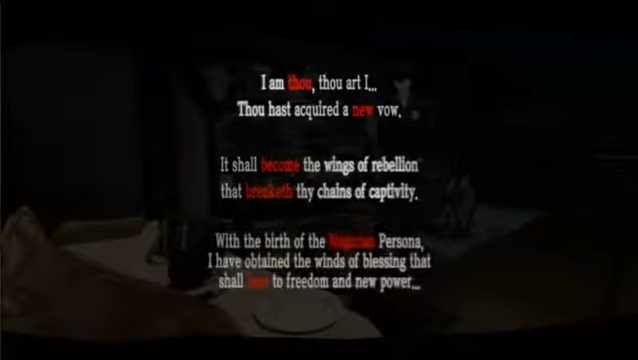 I am thou, thou art I...
Thou hast acquired a new vow.
It shall become the wings of rebellion
that breaketh thy chains of captivity.
With the birth of the Magician Persona,
I have obtained the winds of blessing that
shall to freedom and new power...